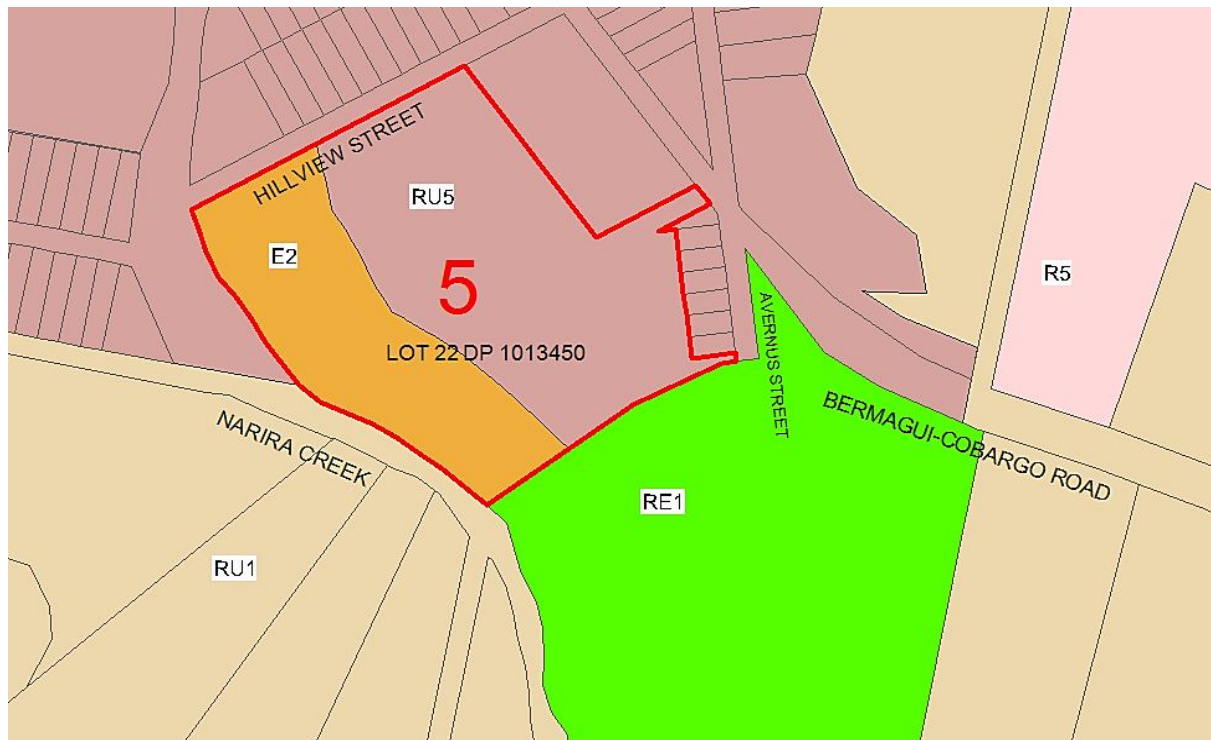 HILLVIEW STREET
RU5
E2
5
R5
LOT 22 DP 1013450
AVERNUS STREET
BERMAGUI-COBARGO ROAD
NARIRA CREEK
RE1
RU1